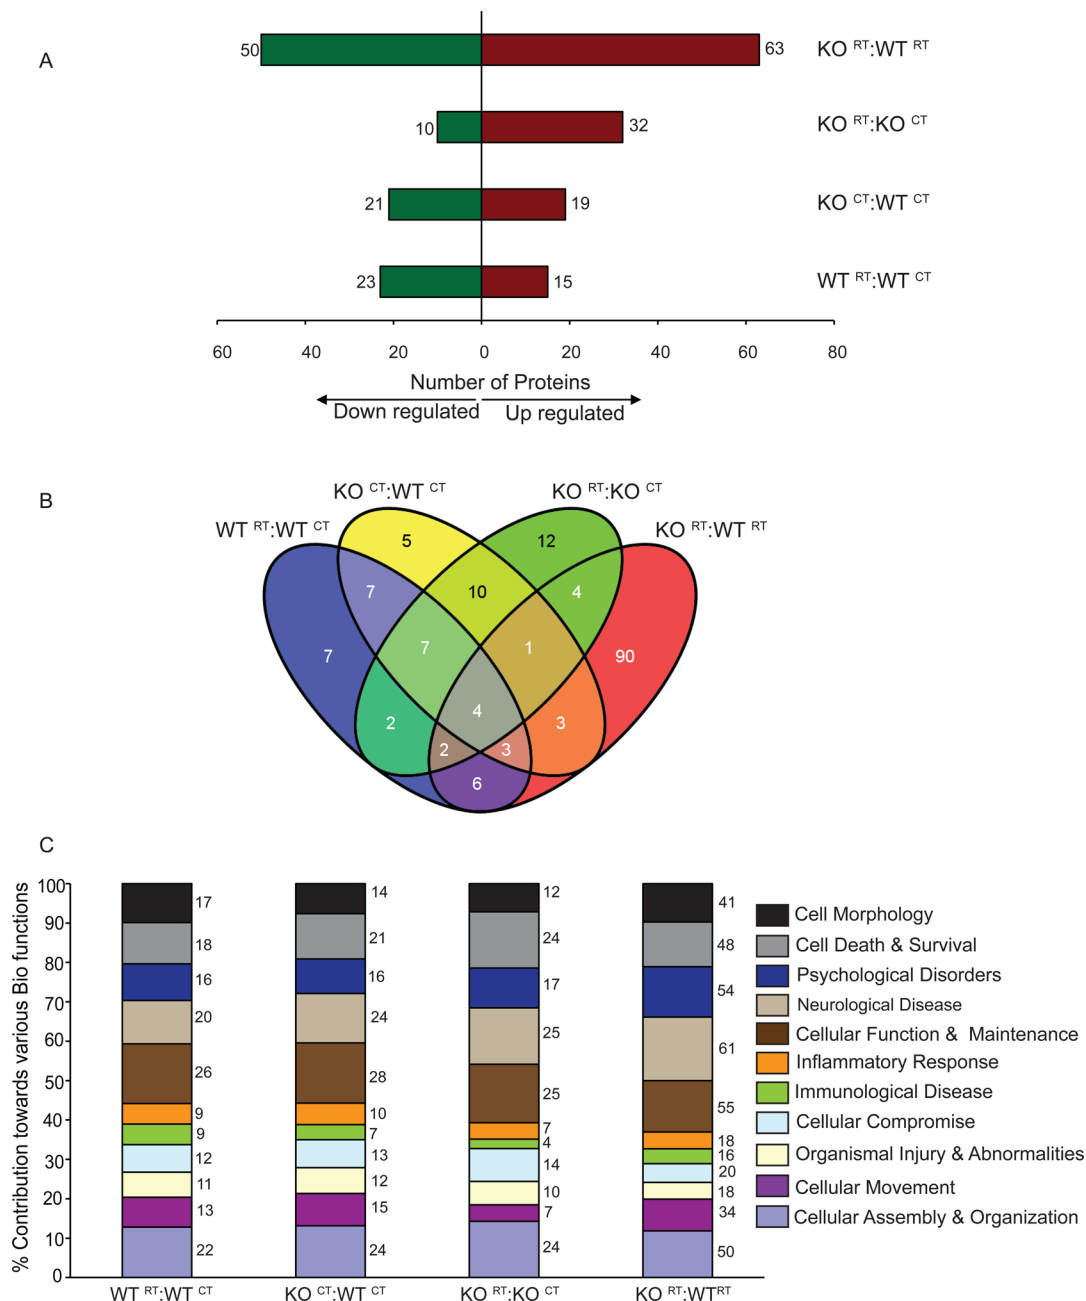 A
50 63 KO RT:WT RT
10 32 KO RT:KO CT
21 19 KO CT:WT CT
23 15 WT RT:WT CT
60 40 20 0 20 40 60 80
Number of Proteins
Down regulated Up regulated
B
KO CT:WT CT KO RT:KO CT
WT RT:WT CT KO RT:WT RT
5 12
7 10 4
7 7 1 90
2 4 3
2 3
6
C
% Contribution towards various Bio functions
100
90
80
70
60
50
40
30
20
10
0
17
18
16
20
26
9
9
12
11
13
22
14
21
16
24
28
10
7
13
12
15
24
12
24
17
25
25
7
4
14
10
7
24
41
48
54
61
55
18
16
20
18
34
50
WT RT:WT CT KO CT:WT CT KO RT:KO CT KO RT:WTRT
Cell Morphology
Cell Death & Survival
Psychological Disorders
Neurological Disease
Cellular Function & Maintenance
Inflammatory Response
Immunological Disease
Cellular Compromise
Organismal Injury & Abnormalities
Cellular Movement
Cellular Assembly & Organization